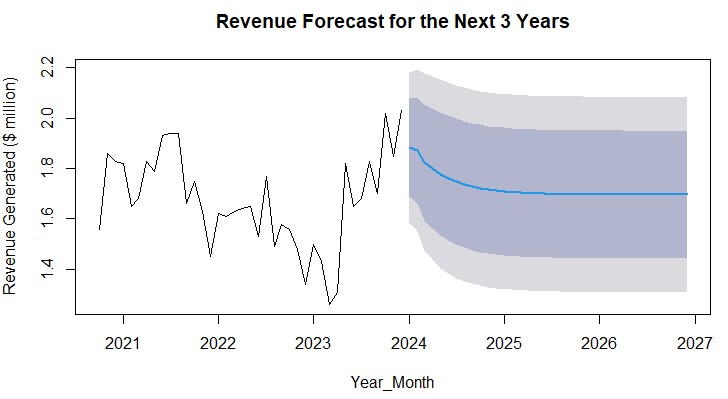 Revenue Forecast for the Next 3 Years
Revenue Generated ($ million)
2.2
2.0
1.8
1.6
1.4
2021 2022 2023 2024 2025 2026 2027
Year_Month